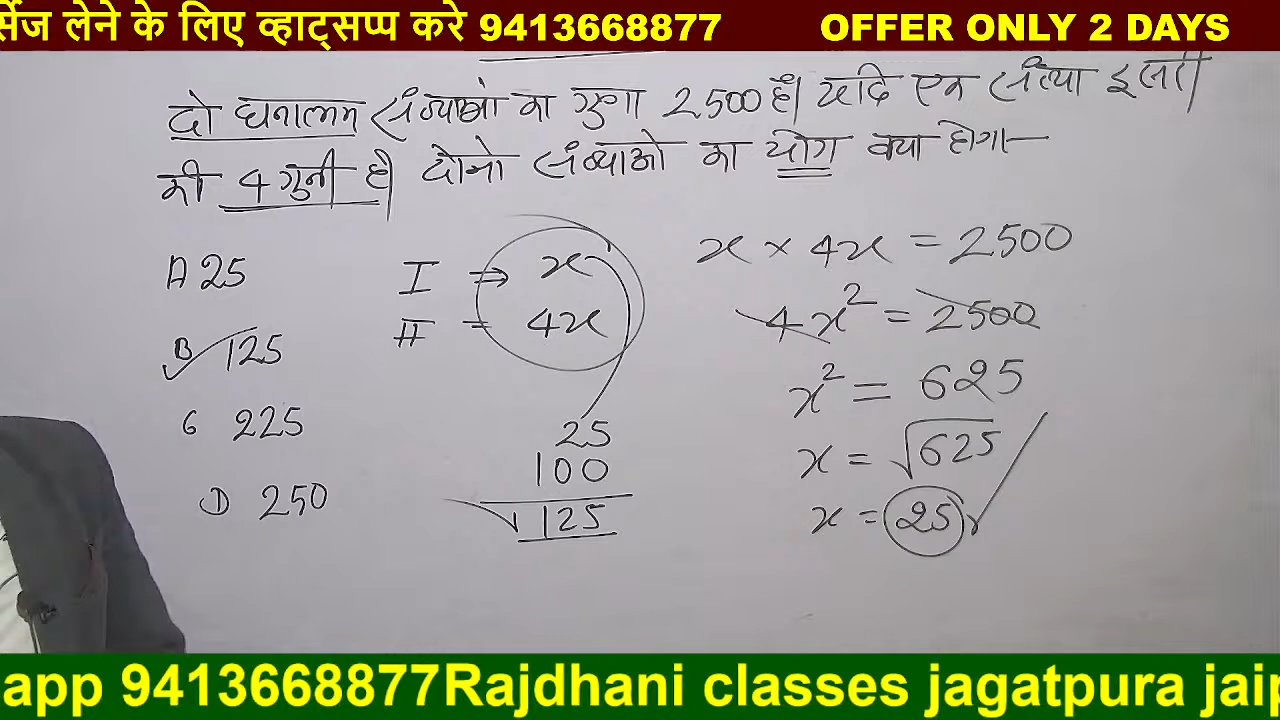 र्सेज लेने के लिए व्हाट्सप्प करे 9413668877 OFFER ONLY 2 DAYS
दो धनात्मक संख्याओं का गुणा 2500 है। यदि एक संख्या दूसरी
की 4 गुनी है। दोनो संख्याओ का योग क्या होगा—
A 25
B 125
C 225
D 250
I ⇒ x
II = 4x
25
100
125
x × 4x = 2500
4x² = 2500
x² = 625
x = √625
x = 25
app 9413668877Rajdhani classes jagatpura jaip